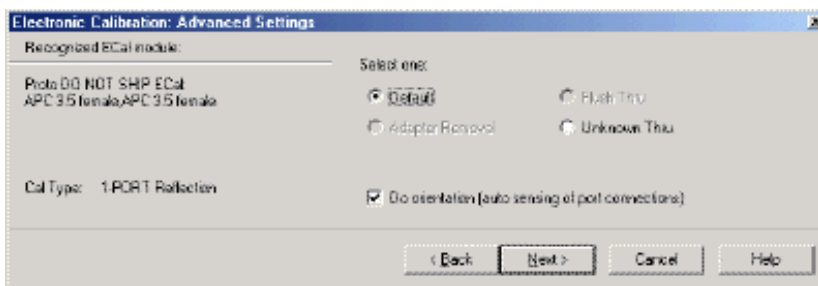 Electronic Calibration: Advanced Settings
Recognized ECal module:
Proto DO NOT SHIP ECal
APC 3.5 female,APC 3.5 female
Cal Type: 1-PORT Reflection
Select one:
Default
Flush Thru
Adapter Removal
Unknown Thru
Do orientation (auto sensing of port connections)
< Back
Next >
Cancel
Help